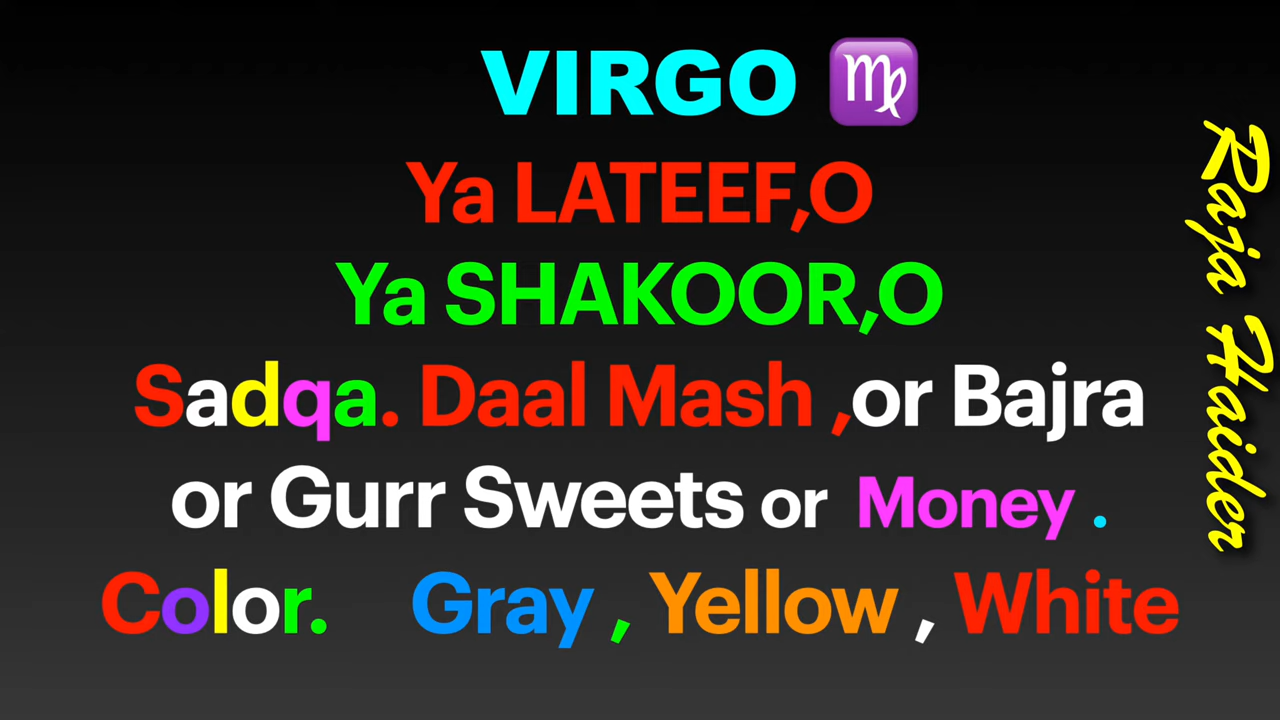 VIRGO ♍
Ya LATEEF,O
Ya SHAKOOR,O
Sadqa. Daal Mash ,or Bajra
or Gurr Sweets or Money .
Color. Gray , Yellow , White
Raja Haider